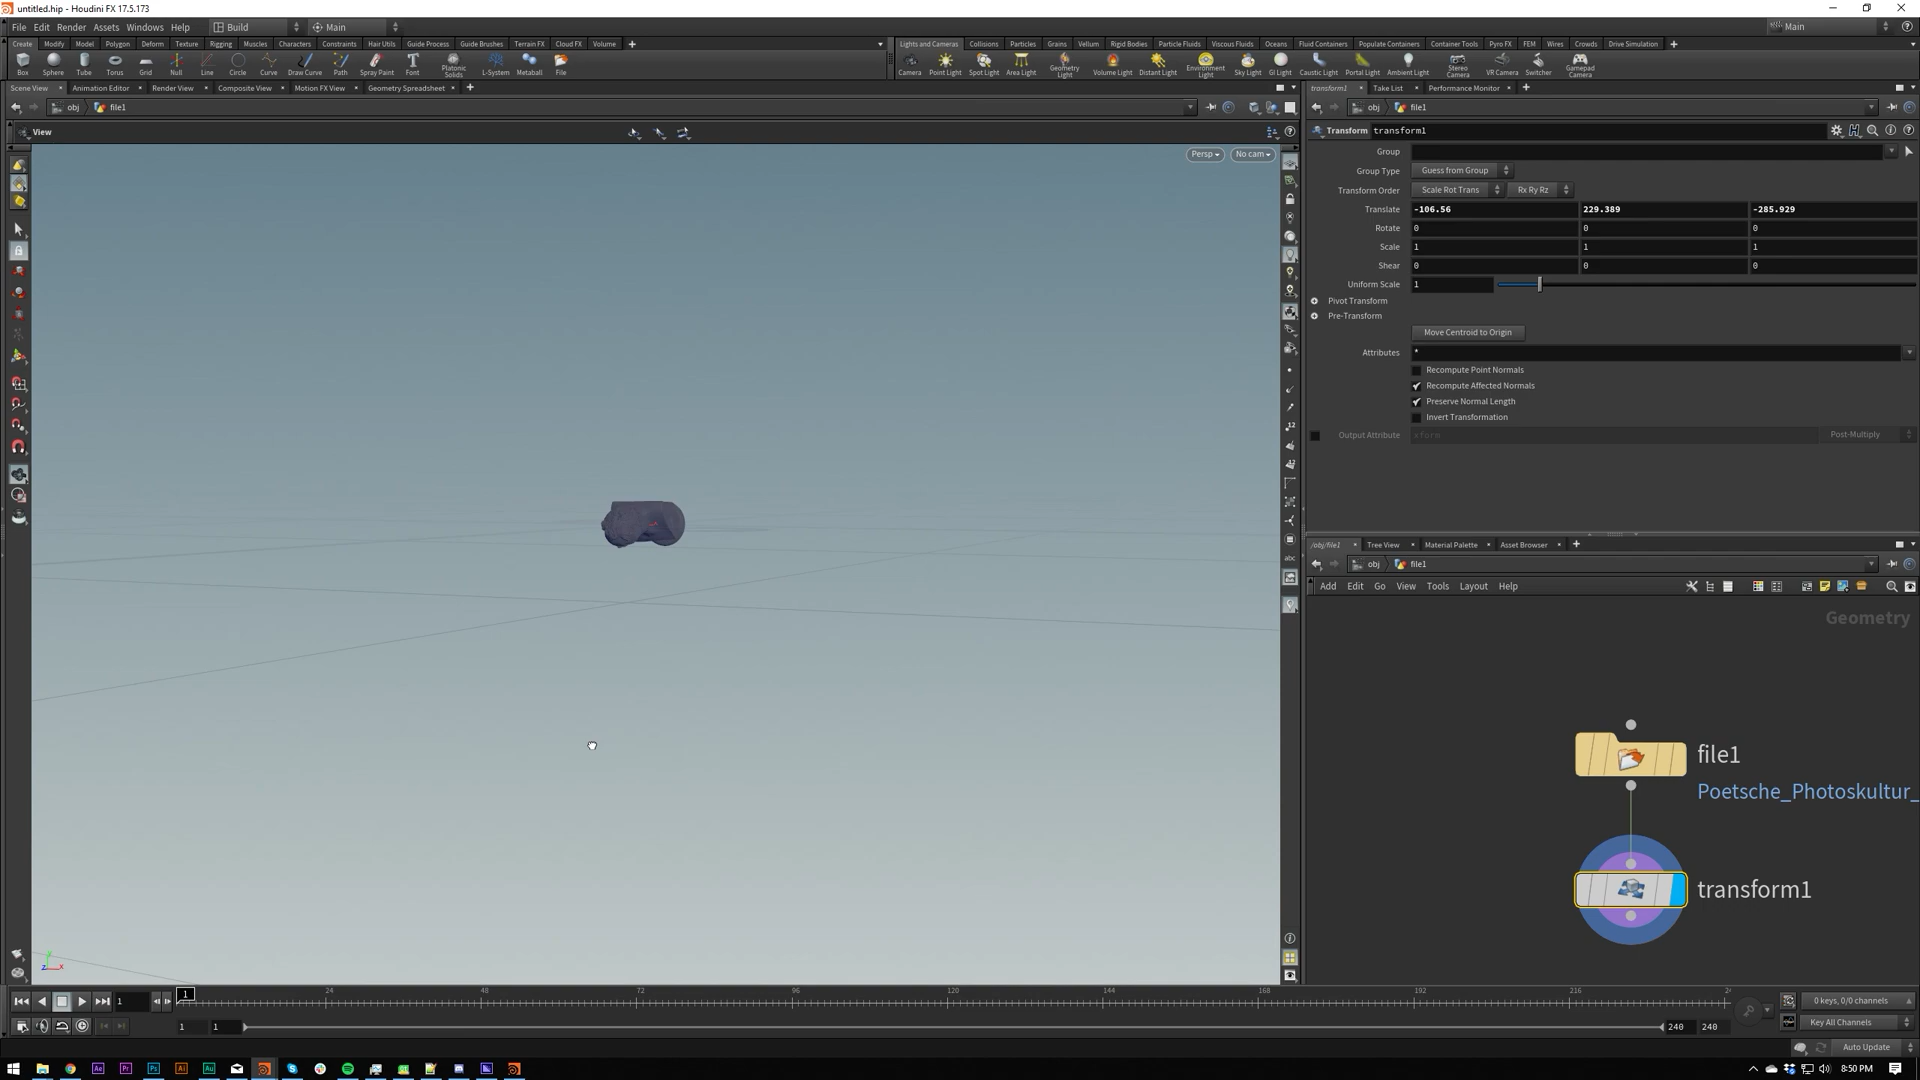 untitled.hip - Houdini FX 17.5.173
File Edit Render Assets Windows Help Build Main Main
Create Modify Model Polygon Deform Texture Rigging Muscles Characters Constraints Hair Utils Guide Process Guide Brushes Terrain FX Cloud FX Volume
Lights and Cameras Collisions Particles Grains Vellum Rigid Bodies Particle Fluids Viscous Fluids Oceans Fluid Containers Populate Containers Container Tools Pyro FX FEM Wires Crowds Drive Simulation
Box Sphere Tube Torus Grid Null Line Circle Curve Draw Curve Path Spray Paint Font Platonic Solids L-System Metaball File
Camera Point Light Spot Light Area Light Geometry Light Volume Light Distant Light Environment Light Sky Light GI Light Caustic Light Portal Light Ambient Light Stereo Camera VR Camera Switcher Gamepad Camera
Scene View Animation Editor Render View Composite View Motion FX View Geometry Spreadsheet
transform1 Take List Performance Monitor
obj file1
obj file1
View
Persp No cam
Transform transform1
Group
Group Type Guess from Group
Transform Order Scale Rot Trans Rx Ry Rz
Translate -106.56 229.389 -285.929
Rotate 0 0 0
Scale 1 1 1
Shear 0 0 0
Uniform Scale 1
Pivot Transform
Pre-Transform
Move Centroid to Origin
Attributes *
Recompute Point Normals
Recompute Affected Normals
Preserve Normal Length
Invert Transformation
Output Attribute xform Post-Multiply
/obj/file1 Tree View Material Palette Asset Browser
obj file1
Add Edit Go View Tools Layout Help
Geometry
file1
Poetsche_Photoskultur_
transform1
1 1 24 48 72 96 120 144 168 192 216
0 keys, 0/0 channels
1 1 240 240
Key All Channels
Auto Update
8:50 PM